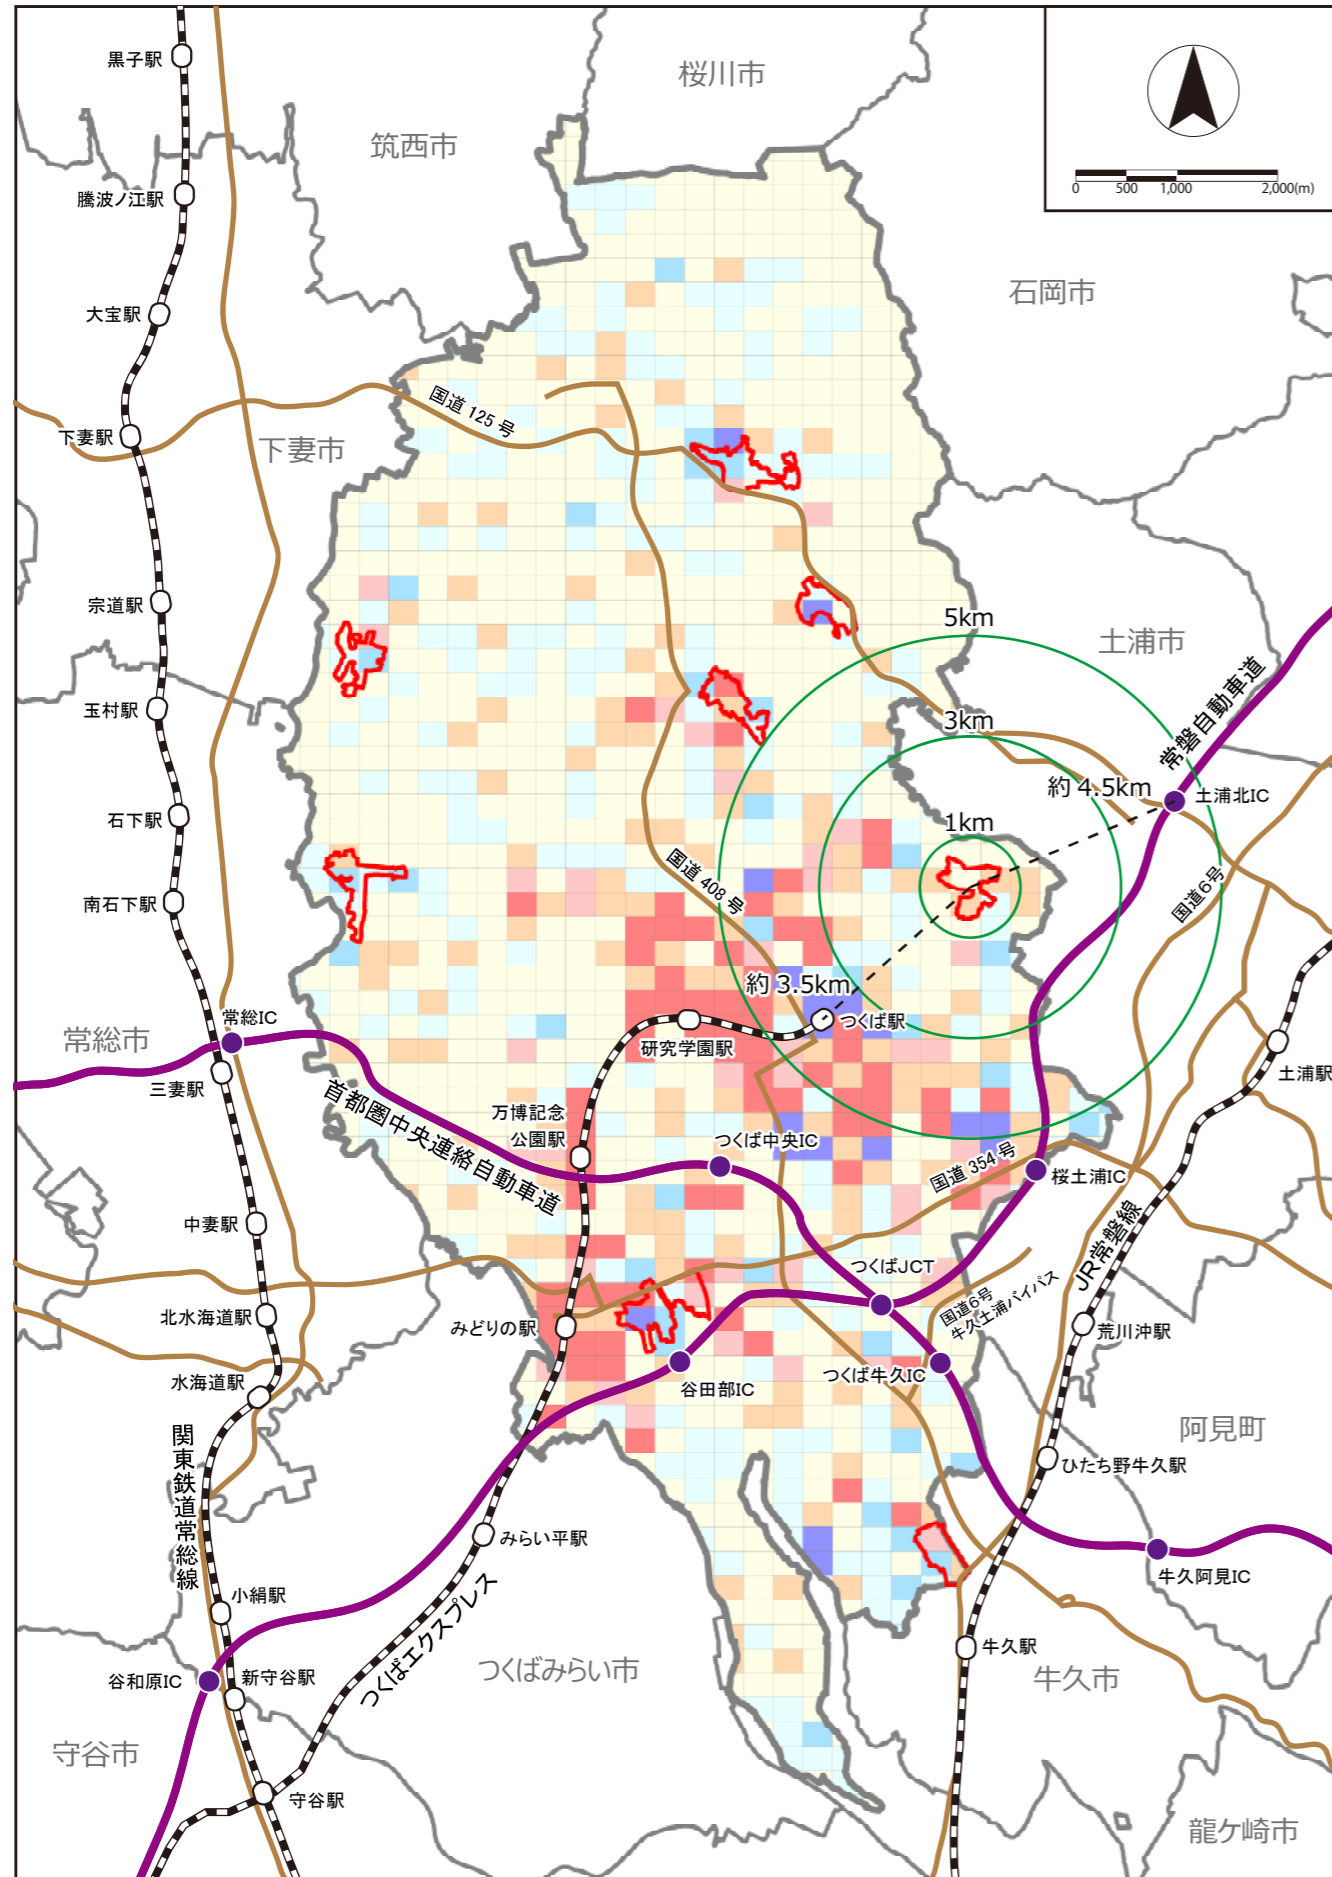 桜川市
黒子駅
筑西市
0 500 1,000 2,000(m)
騰波ノ江駅
石岡市
大宝駅
国道 125 号
下妻駅
下妻市
宗道駅
5km
土浦市
常磐自動車道
玉村駅
3km
約 4.5km
土浦北IC
石下駅
1km
国道 408 号
国道6号
南石下駅
約 3.5km
常総IC
つくば駅
常総市
研究学園駅
土浦駅
三妻駅
首都圏中央連絡自動車道
万博記念
公園駅
つくば中央IC
国道 354 号
桜土浦IC
中妻駅
JR常磐線
つくばJCT
国道6号
牛久土浦バイパス
北水海道駅
みどりの駅
荒川沖駅
水海道駅
谷田部IC
つくば牛久IC
関東鉄道常総線
阿見町
ひたち野牛久駅
みらい平駅
牛久阿見IC
小絹駅
つくばエクスプレス
牛久駅
谷和原IC
新守谷駅
つくばみらい市
牛久市
守谷市
守谷駅
龍ケ崎市